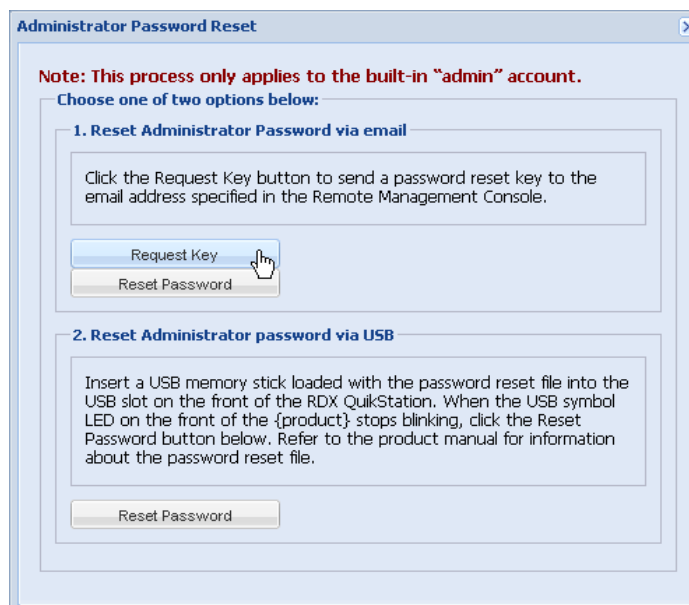 Administrator Password Reset
Note: This process only applies to the built-in "admin" account.
Choose one of two options below:
1. Reset Administrator Password via email
Click the Request Key button to send a password reset key to the
email address specified in the Remote Management Console.
Request Key
Reset Password
2. Reset Administrator password via USB
Insert a USB memory stick loaded with the password reset file into the
USB slot on the front of the RDX QuikStation. When the USB symbol
LED on the front of the {product} stops blinking, click the Reset
Password button below. Refer to the product manual for information
about the password reset file.
Reset Password